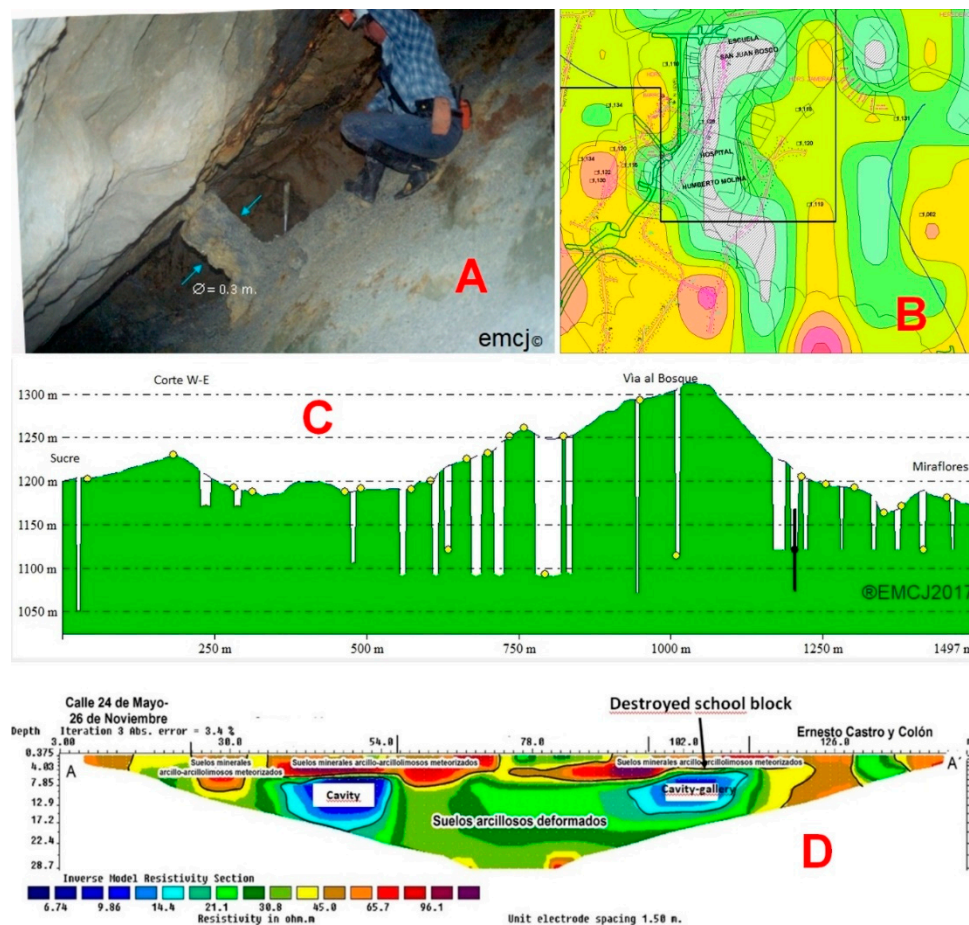 ∅ = 0.3 m.
A
emcj©
ESCUELA
SAN JUAN BOSCO
HOSPITAL
HUMBERTO MOLINA
B
Corte W-E
Vìa al Bosque
C
1300 m
1250 m
Sucre
1200 m
Miraflores
1150 m
1100 m
®EMCJ2017
1050 m
250 m
500 m
750 m
1000 m
1250 m
1497 m
Calle 24 de Mayo-
26 de Noviembre
Destroyed school block
Ernesto Castro y Colón
Depth Iteration 3 Abs. error = 3.4 %
3.00 30.0 54.0 78.0 102.0 126.0
0.375
4.03
7.85
12.9
17.2
22.4
28.7
A
A´
Suelos minerales
arcillo-arcillolimosos meteorizados
Suelos minerales arcillo-arcillolimosos meteorizados
Suelos minerales arcillo-arcillolimosos meteorizados
Cavity
Cavity-gallery
Suelos arcillosos deformados
D
Inverse Model Resistivity Section
6.74 9.86 14.4 21.1 30.8 45.0 65.7 96.1
Resistivity in ohm.m
Unit electrode spacing 1.50 m.